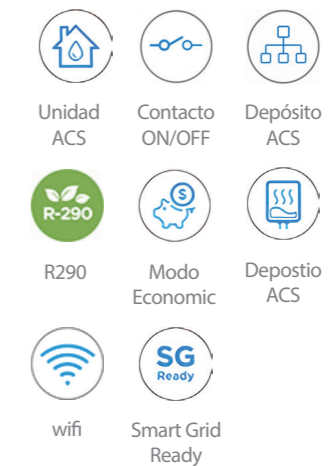 Unidad
ACS
Contacto
ON/OFF
Depósito
ACS
R-290
$
R290
Modo
Economic
Depostio
ACS
SG
Ready
wifi
Smart Grid
Ready